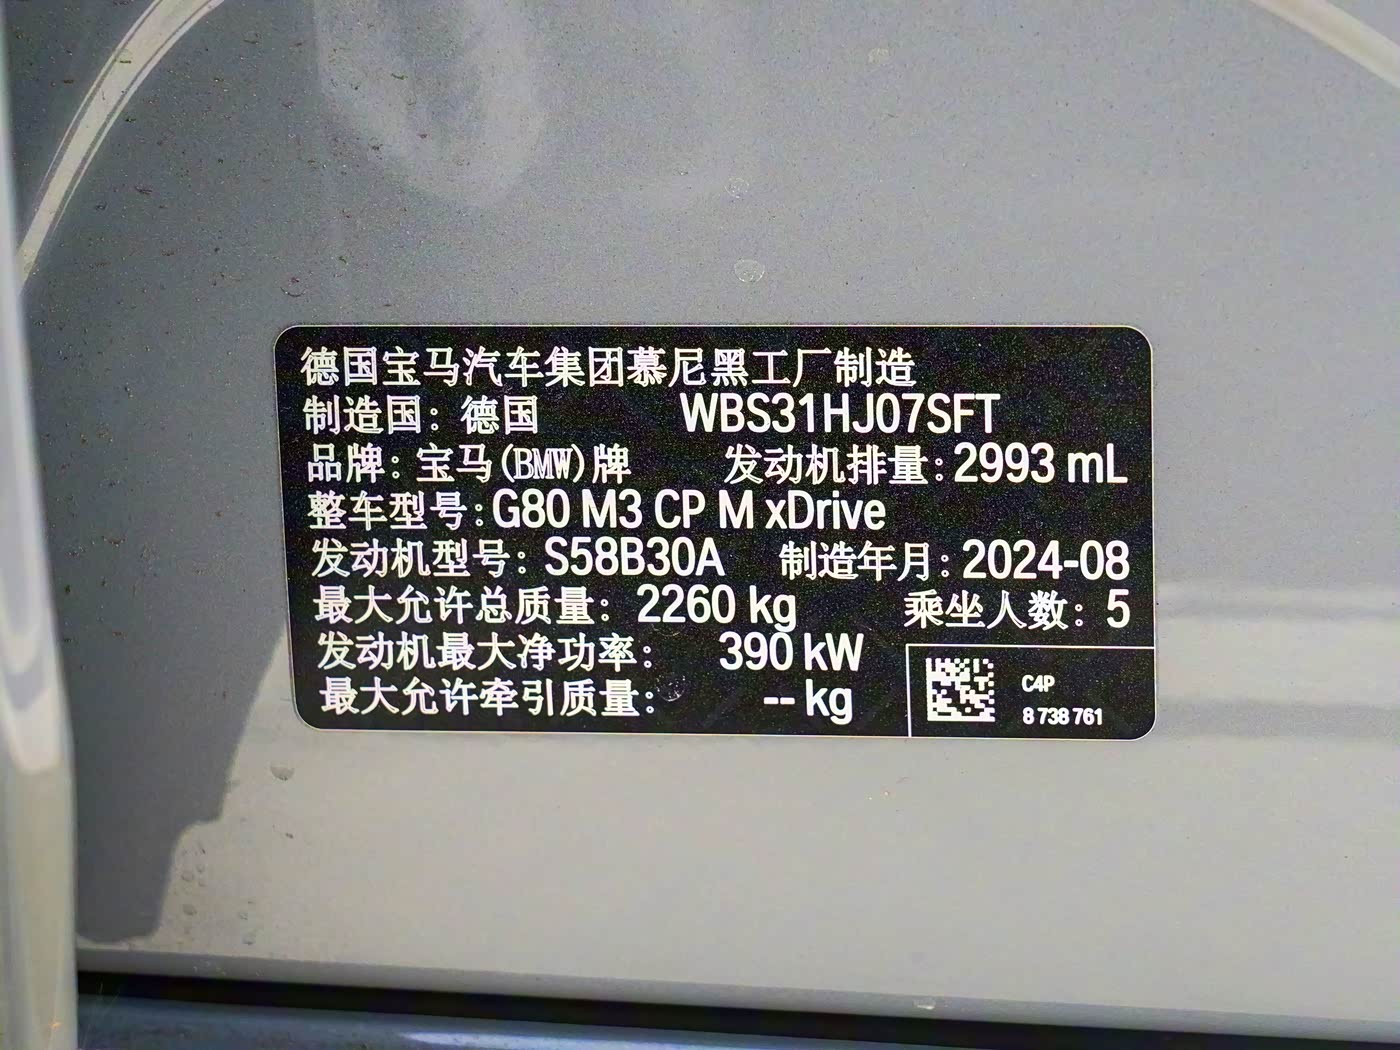 德国宝马汽车集团慕尼黑工厂制造
制造国：德国 WBS31HJ07SFT
品牌：宝马(BMW)牌 发动机排量：2993 mL
整车型号：G80 M3 CP M xDrive
发动机型号：S58B30A 制造年月：2024-08
最大允许总质量：2260 kg 乘坐人数：5
发动机最大净功率：390 kW
最大允许牵引质量：-- kg
C4P
8 738 761